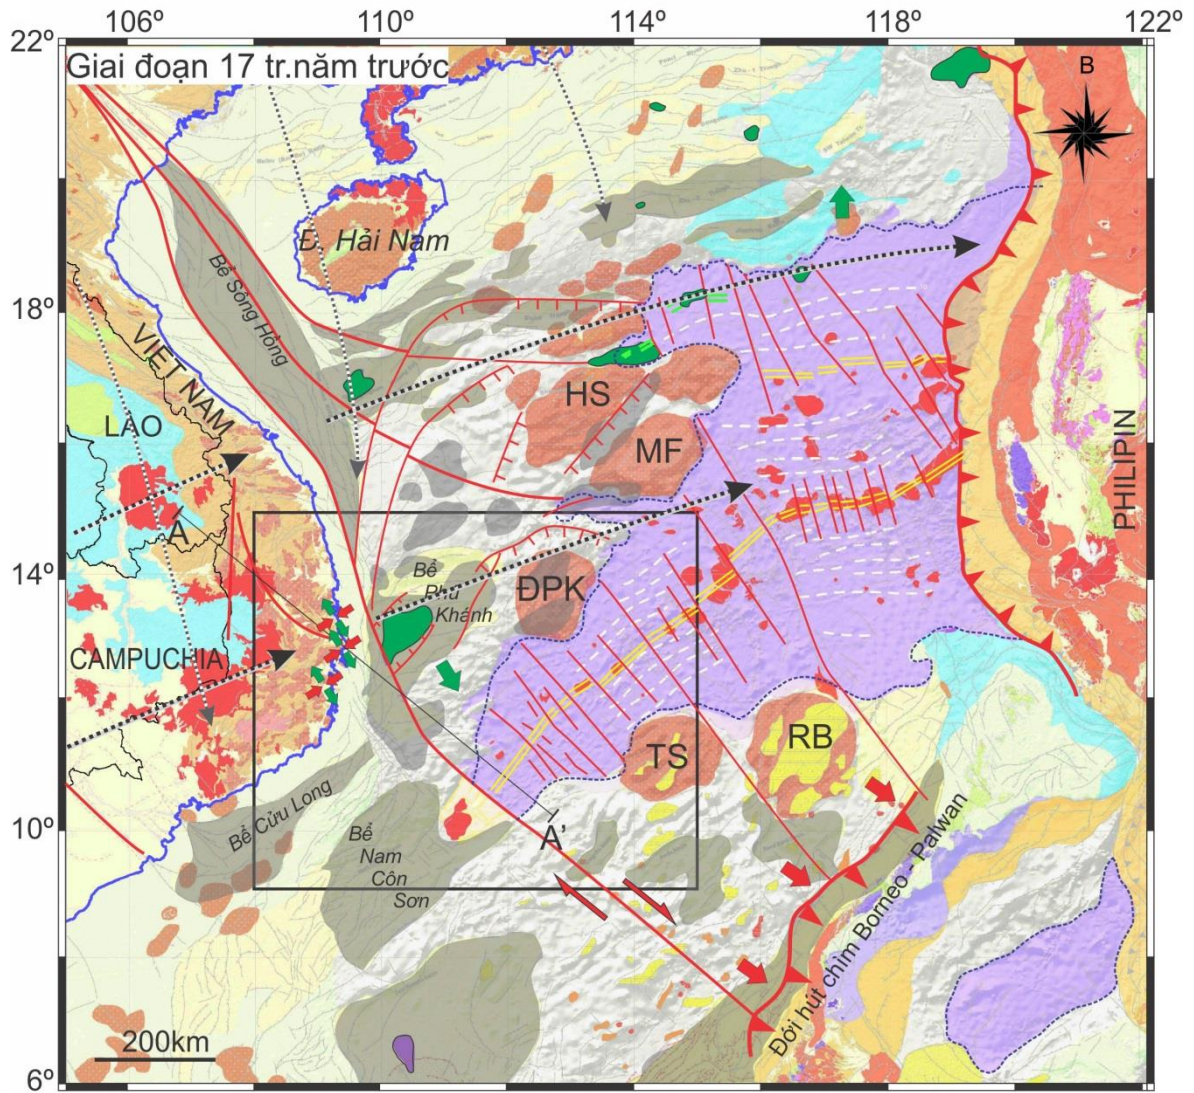 106º 110º 114º 118º 122º
22º
Giai đoạn 17 tr.năm trước
B
Đ. Hải Nam
Bể Sông Hồng
18º
VIỆT NAM
LAO
HS
MF
PHILIPIN
A
14º
Bể
Phú
Khánh
ĐPK
CAMPUCHIA
TS
RB
Bể Cửu Long
10º
A'
Bể
Nam
Côn
Sơn
Đới hút chìm Borneo - Palwan
200km
6º